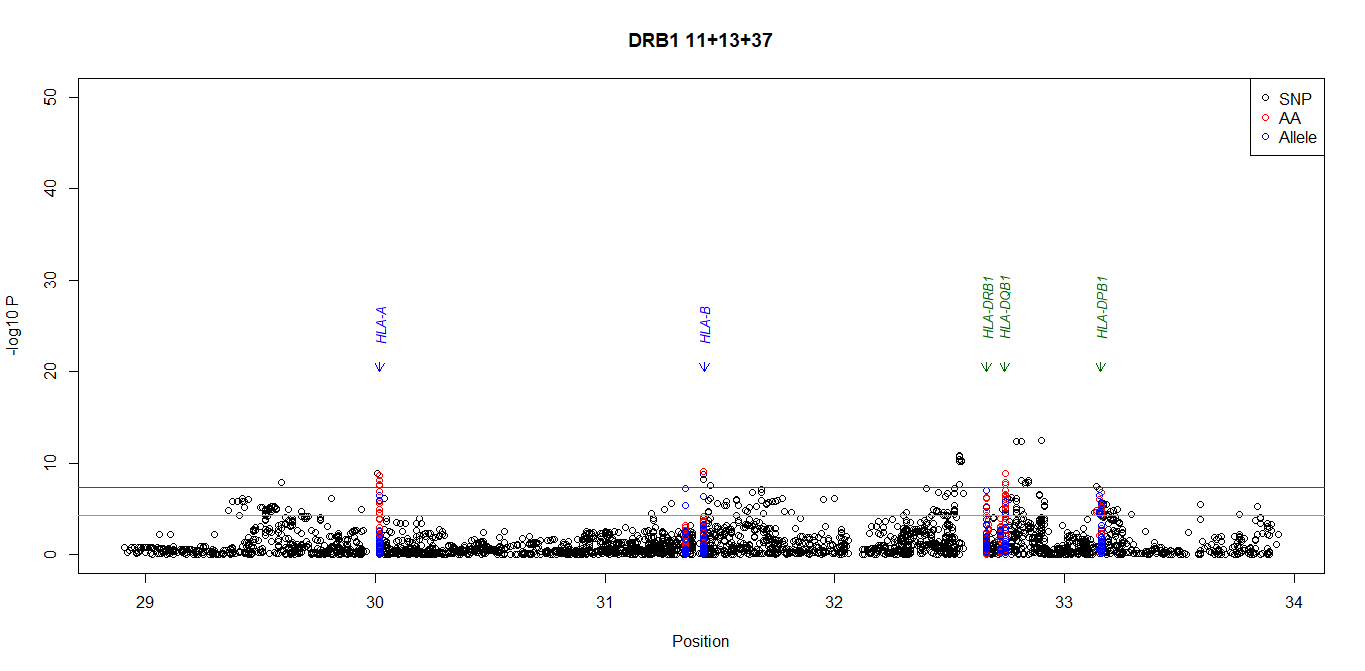 DRB1 11+13+37
SNP
AA
Allele
50
40
30
20
10
0
-log10 P
HLA-A
HLA-B
HLA-DRB1
HLA-DQB1
HLA-DPB1
29 30 31 32 33 34
Position